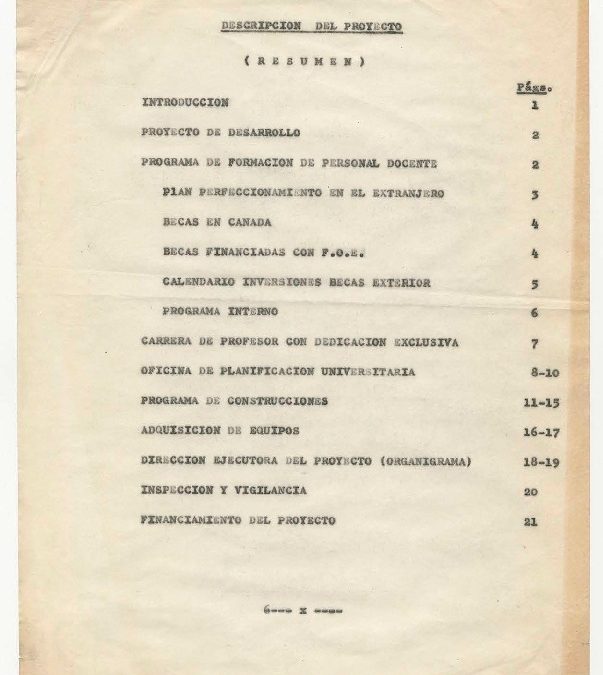 DESCRIPCION DEL PROYECTO
( R E S U M E N )
Págs.
INTRODUCCION 1
PROYECTO DE DESARROLLO 2
PROGRAMA DE FORMACION DE PERSONAL DOCENTE 2
PlAN PERFECCIONAMIENTO EN EL EXTRANJERO 3
BECAS EN CANADA 4
BECAS FINANCIADAS CON F.O.E. 4
CALENDARIO INVERSIONES BECAS EXTERIOR 5
PROGRAMA INTERNO 6
CARRERA DE PROFESOR CON DEDICACION EXCLUSIVA 7
OFICINA DE PLANIFICACION UNIVERSITARIA 8-10
PROGRAMA DE CONSTRUCCIONES 11-15
ADQUISICION DE EQUIPOS 16-17
DIRECCION EJECUTORA DEL PROYECTO (ORGANIGRAMA) 18-19
INSPECCION Y VIGILANCIA 20
FINANCIAMIENTO DEL PROYECTO 21
6--- x ----